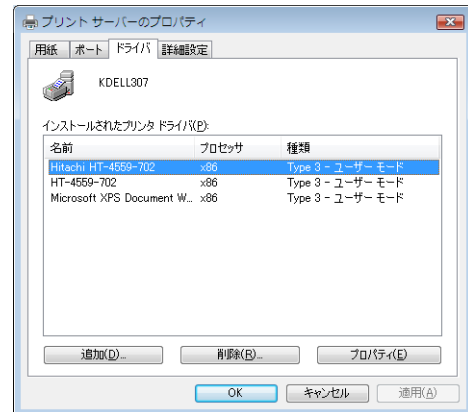 プリント サーバーのプロパティ
用紙 ポート ドライバ 詳細設定
KDELL307
インストールされたプリンタ ドライバ(P):
名前 プロセッサ 種類
Hitachi HT-4559-702 x86 Type 3 - ユーザー モード
HT-4559-702 x86 Type 3 - ユーザー モード
Microsoft XPS Document W... x86 Type 3 - ユーザー モード
追加(D)... 削除(R)... プロパティ(E)
OK キャンセル 適用(A)